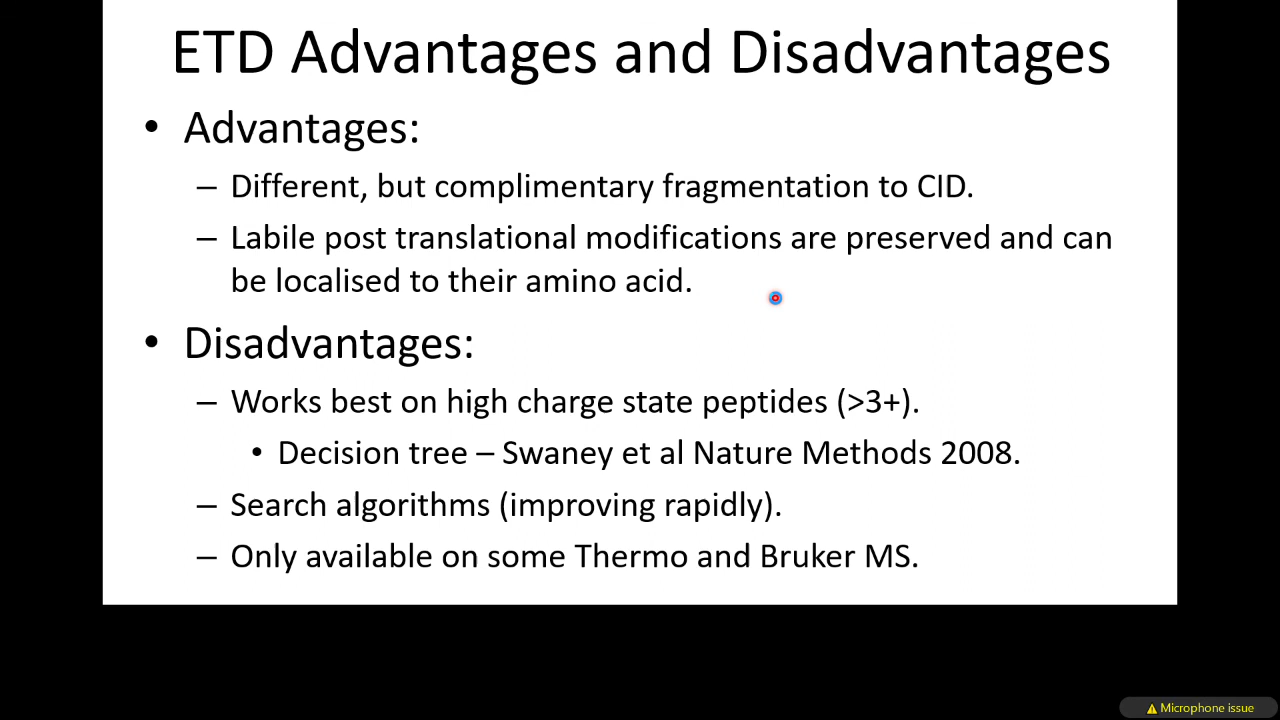 ETD Advantages and Disadvantages
• Advantages:
– Different, but complimentary fragmentation to CID.
– Labile post translational modifications are preserved and can
be localised to their amino acid.
• Disadvantages:
– Works best on high charge state peptides (>3+).
• Decision tree – Swaney et al Nature Methods 2008.
– Search algorithms (improving rapidly).
– Only available on some Thermo and Bruker MS.
Microphone issue